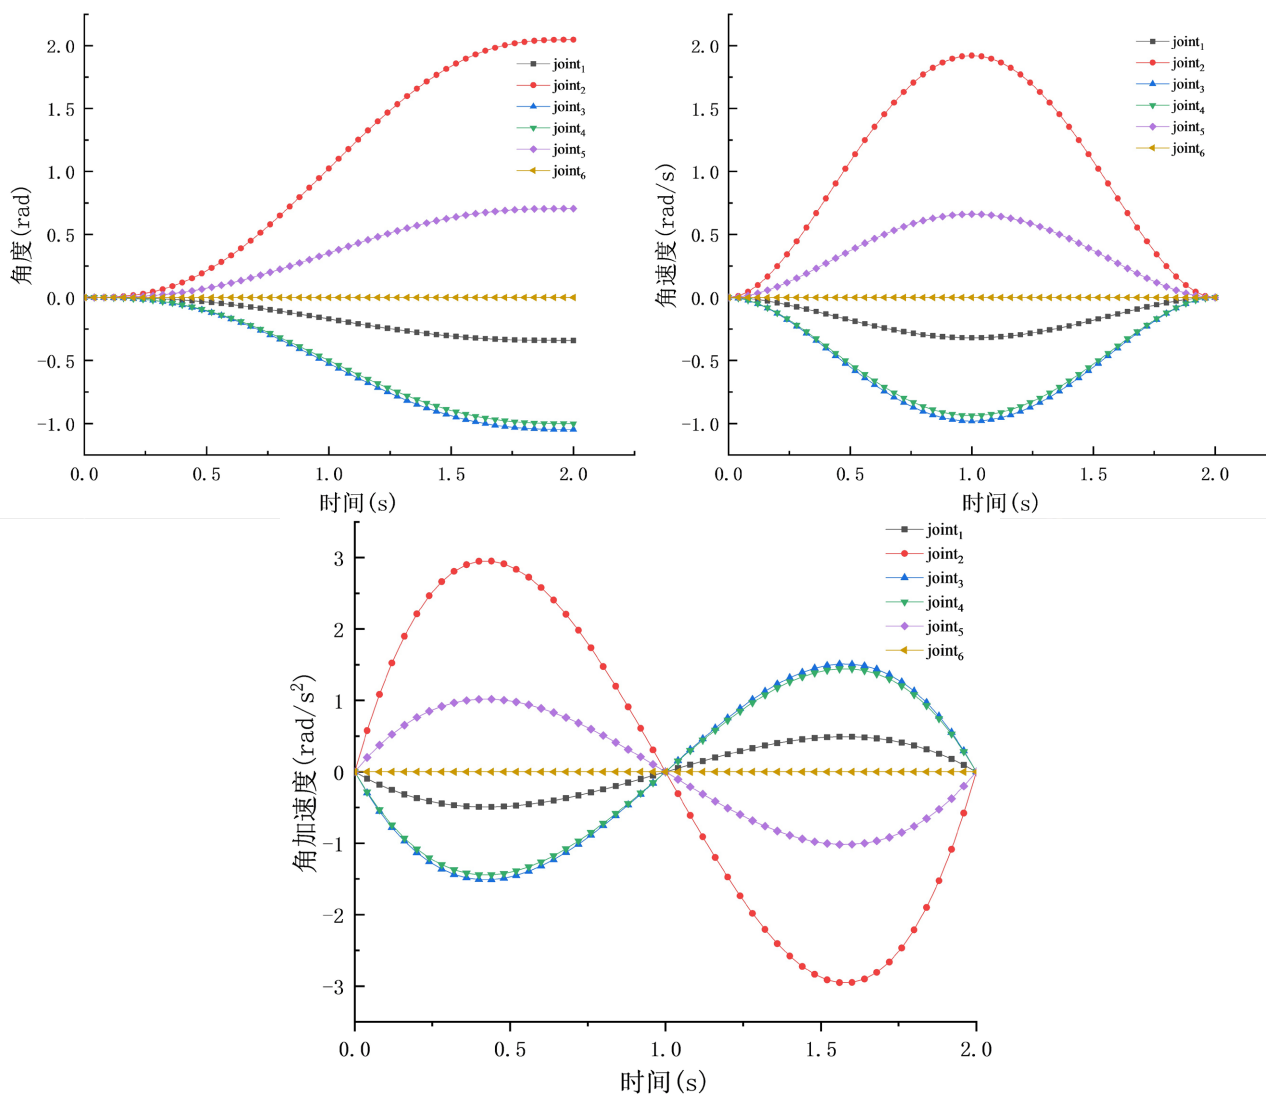 2.0
1.5
1.0
0.5
0.0
−0.5
−1.0
角度(rad)
0.0 0.5 1.0 1.5 2.0
时间(s)
joint1
joint2
joint3
joint4
joint5
joint6
2.0
1.5
1.0
0.5
0.0
−0.5
−1.0
角速度(rad/s)
0.0 0.5 1.0 1.5 2.0
时间(s)
joint1
joint2
joint3
joint4
joint5
joint6
3
2
1
0
−1
−2
−3
角加速度(rad/s²)
0.0 0.5 1.0 1.5 2.0
时间(s)
joint1
joint2
joint3
joint4
joint5
joint6